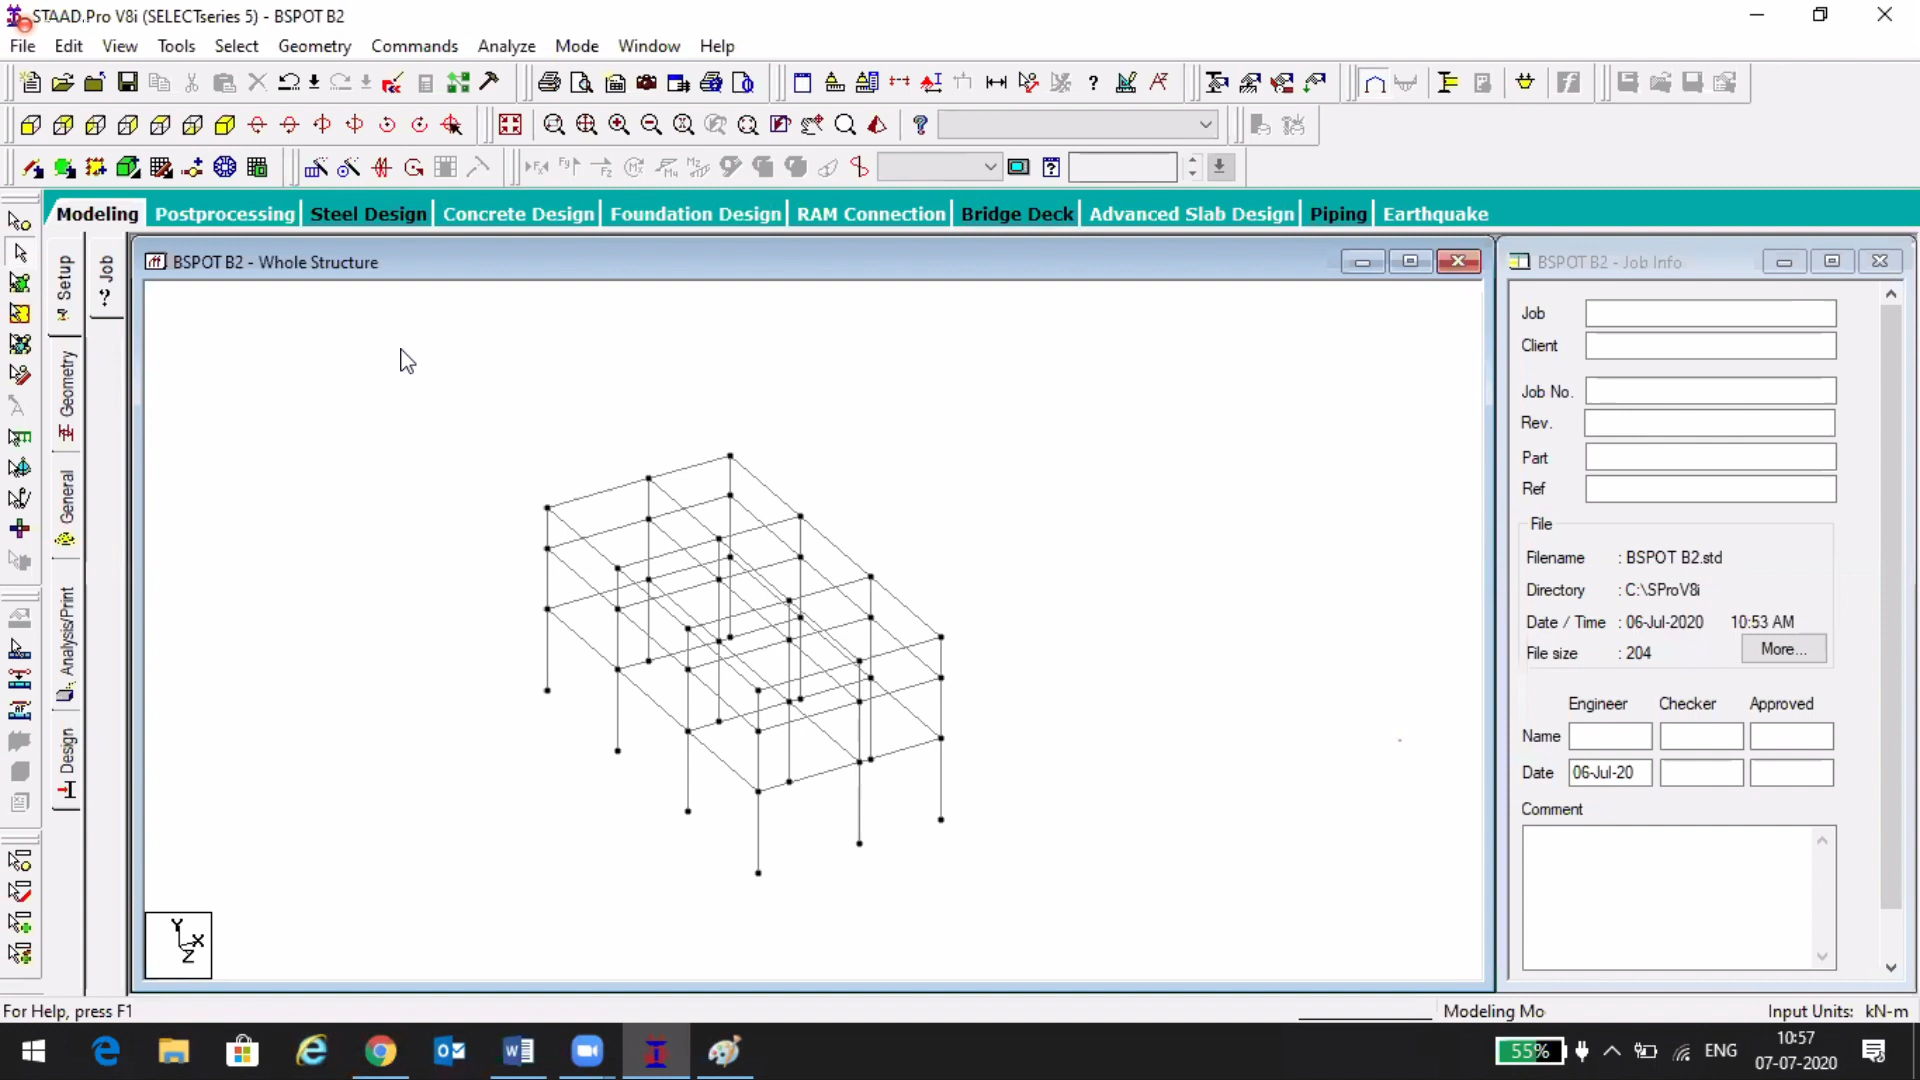 STAAD.Pro V8i (SELECTseries 5) - BSPOT B2
File Edit View Tools Select Geometry Commands Analyze Mode Window Help
Modeling Postprocessing Steel Design Concrete Design Foundation Design RAM Connection Bridge Deck Advanced Slab Design Piping Earthquake
Setup
Geometry
General
Analysis/Print
Design
Job
BSPOT B2 - Whole Structure
Y
X
Z
BSPOT B2 - Job Info
Job
Client
Job No.
Rev.
Part
Ref
File
Filename : BSPOT B2.std
Directory : C:\SProV8i
Date / Time : 06-Jul-2020 10:53 AM
File size : 204 More...
Engineer Checker Approved
Name
Date 06-Jul-20
Comment
For Help, press F1 Modeling Mo Input Units: kN-m
55% ENG 10:57
07-07-2020